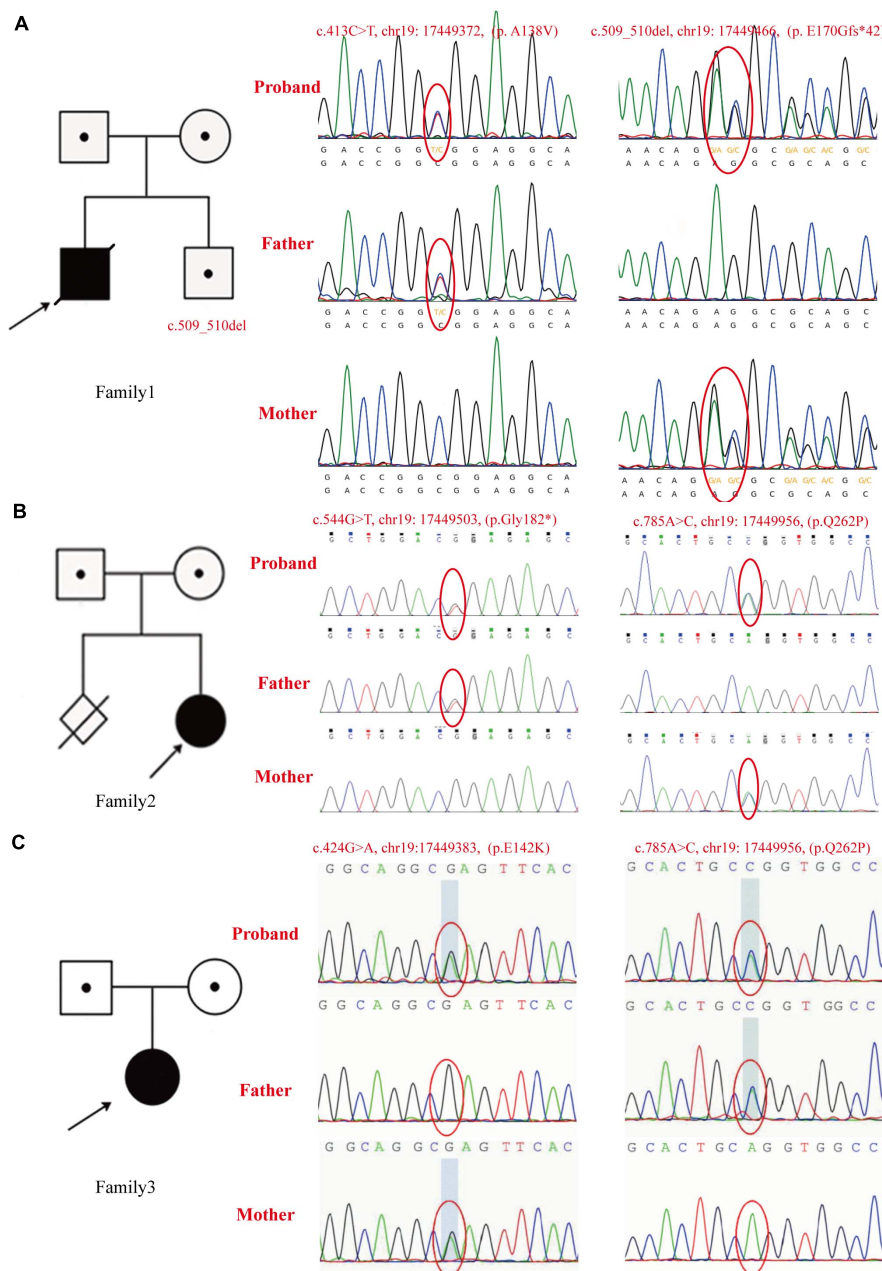 A
c.413C>T, chr19: 17449372, (p. A138V)
c.509_510del, chr19: 17449466, (p. E170Gfs*42)
Proband
G A C C G G T/C G G A G G C A
G A C C G G C G G A G G C A
A A C A G G/A G/C G C G/A G/C A/C G G/C
A A C A G A G G C G C A G C
Father
G A C C G G T/C G G A G G C A
G A C C G G C G G A G G C A
A A C A G A G G C G C A G C
A A C A G A G G C G C A G C
c.509_510del
Family1
Mother
G A C C G G C G G A G G C A
G A C C G G C G G A G G C A
A A C A G G/A G/C G C G/A G/C A/C G G/C
A A C A G A G G C G C A G C
B
c.544G>T, chr19: 17449503, (p.Gly182*)
c.785A>C, chr19: 17449956, (p.Q262P)
Proband
G C T G G A C G G A G A G C
G C A C T G C C G G T G G C C
Father
G C T G G A C G G A G A G C
G C A C T G C A G G T G G C C
Mother
G C T G G A C G G A G A G C
G C A C T G C A G G T G G C C
Family2
C
c.424G>A, chr19:17449383, (p.E142K)
c.785A>C, chr19: 17449956, (p.Q262P)
G G C A G G C G A G T T C A C
G C A C T G C C G G T G G C C
Proband
G G C A G G C G A G T T C A C
G C A C T G C C G G T G G C C
Father
G G C A G G C G A G T T C A C
G C A C T G C A G G T G G C C
Family3
Mother